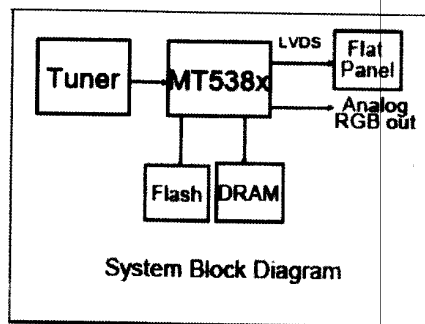 LVDS
Flat
Panel
Tuner
MT538x
Analog
RGB out
Flash
DRAM
System Block Diagram